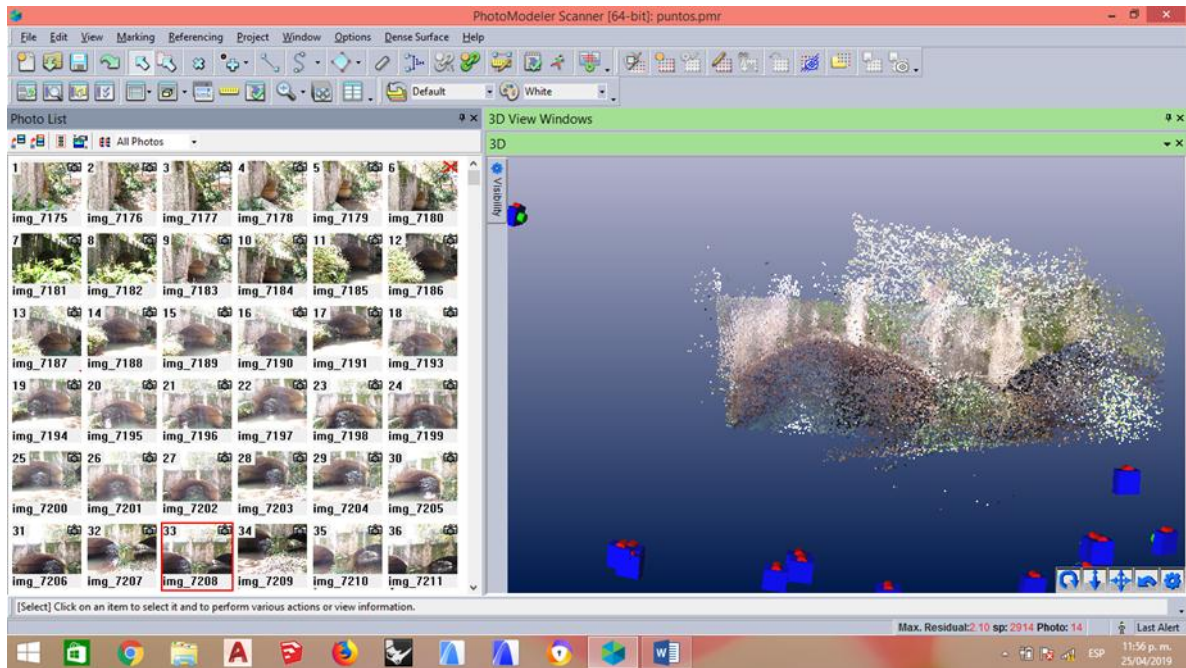 PhotoModeler Scanner [64-bit]: puntos.pmr
File Edit View Marking Referencing Project Window Options Dense Surface Help
Default White
Photo List
3D View Windows
All Photos
3D
Visibility
1 2 3 4 5 6
img_7175 img_7176 img_7177 img_7178 img_7179 img_7180
7 8 9 10 11 12
img_7181 img_7182 img_7183 img_7184 img_7185 img_7186
13 14 15 16 17 18
img_7187 img_7188 img_7189 img_7190 img_7191 img_7193
19 20 21 22 23 24
img_7194 img_7195 img_7196 img_7197 img_7198 img_7199
25 26 27 28 29 30
img_7200 img_7201 img_7202 img_7203 img_7204 img_7205
31 32 33 34 35 36
img_7206 img_7207 img_7208 img_7209 img_7210 img_7211
[Select] Click on an item to select it and to perform various actions or view information.
Max. Residual:2.10 sp: 2914 Photo: 14 Last Alert
ESP 11:56 p. m.
25/04/2019